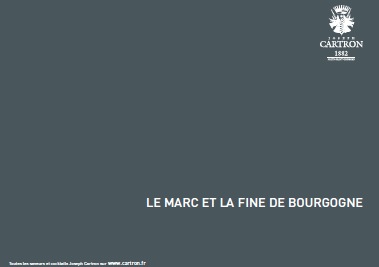 JOSEPH
CARTRON
1882
LE MARC ET LA FINE DE BOURGOGNE
Toutes les saveurs et cocktails Joseph Cartron sur www.cartron.fr